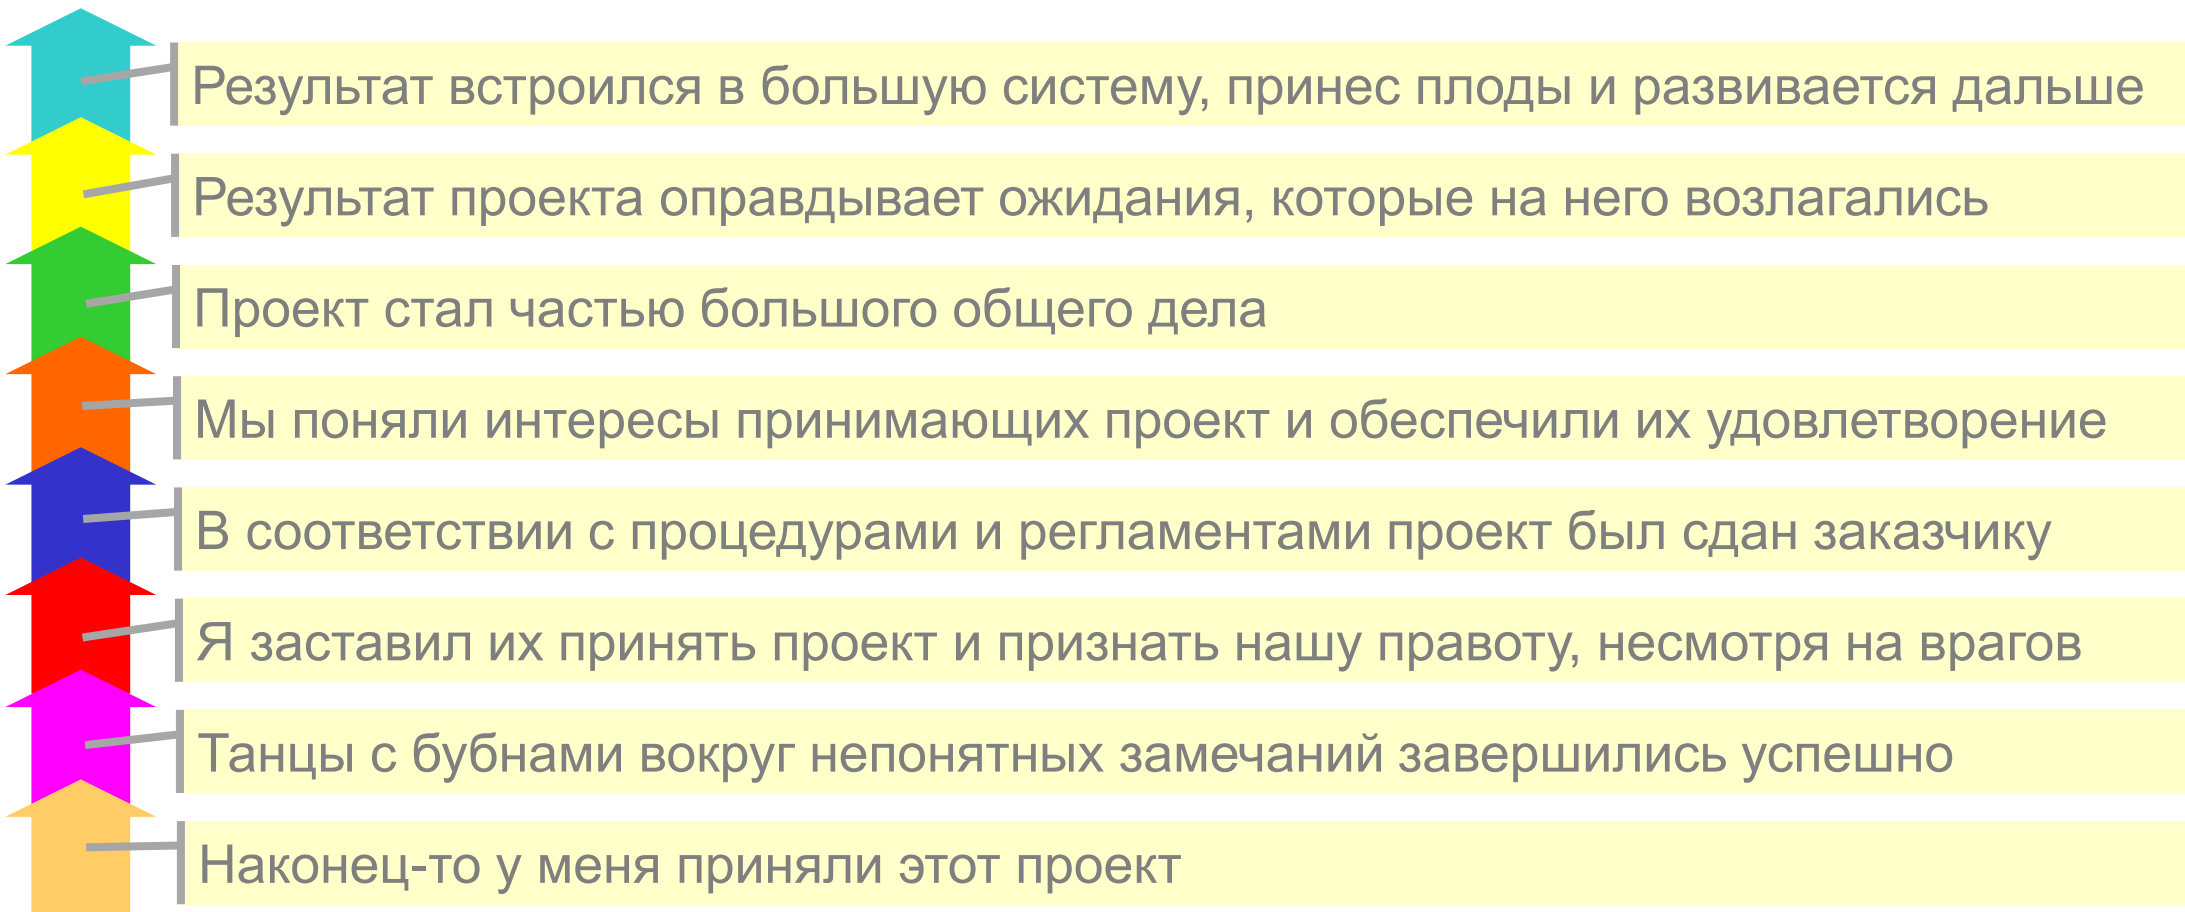 Результат встроился в большую систему, принес плоды и развивается дальше
Результат проекта оправдывает ожидания, которые на него возлагались
Проект стал частью большого общего дела
Мы поняли интересы принимающих проект и обеспечили их удовлетворение
В соответствии с процедурами и регламентами проект был сдан заказчику
Я заставил их принять проект и признать нашу правоту, несмотря на врагов
Танцы с бубнами вокруг непонятных замечаний завершились успешно
Наконец-то у меня приняли этот проект